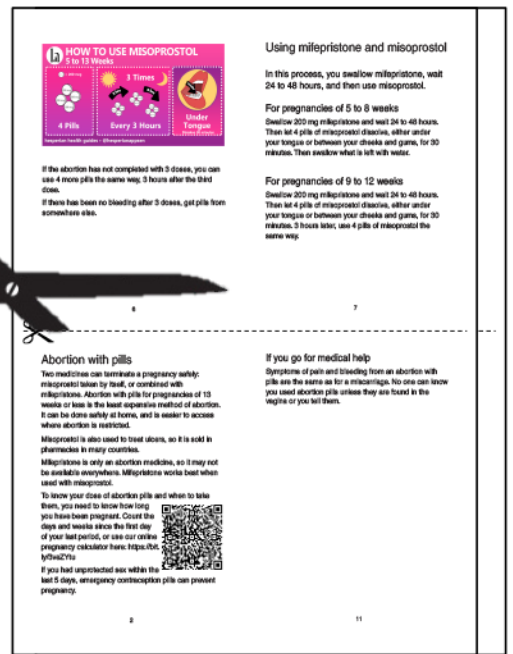 HOW TO USE MISOPROSTOL
5 to 13 Weeks
4 Pills
3 Times
Every 3 Hours
Under
Tongue
hesperian health guides -
If the abortion has not completed with 3 doses, you can
use 4 more pills the same way, 3 hours after the third
dose.
If there has been no bleeding after 3 doses, get pills from
somewhere else.
6
Using mifepristone and misoprostol
In this process, you swallow mifepristone, wait
24 to 48 hours, and then use misoprostol.
For pregnancies of 5 to 8 weeks
Swallow 200 mg mifepristone and wait 24 to 48 hours.
Then let 4 pills of misoprostol dissolve, either under
your tongue or between your cheeks and gums, for 30
minutes. Then swallow what is left with water.
For pregnancies of 9 to 12 weeks
Swallow 200 mg mifepristone and wait 24 to 48 hours.
Then let 4 pills of misoprostol dissolve, either under
your tongue or between your cheeks and gums, for 30
minutes. 3 hours later, use 4 pills of misoprostol the
same way.
7
Abortion with pills
Two medicines can terminate a pregnancy safely:
misoprostol taken by itself, or combined with
mifepristone. Abortion with pills for pregnancies of 13
weeks or less is the least expensive method of abortion.
It can be done safely at home, and is easier to access
where abortion is restricted.
Misoprostol is also used to treat ulcers, so it is sold in
pharmacies in many countries.
Mifepristone is only an abortion medicine, so it may not
be available everywhere. Mifepristone works best when
used with misoprostol.
To know your dose of abortion pills and when to take
them, you need to know how long
you have been pregnant. Count the
days and weeks since the first day
of your last period, or use our online
pregnancy calculator here: https://bit.
ly/3vaZYtu
If you had unprotected sex within the
last 5 days, emergency contraception pills can prevent
pregnancy.
2
If you go for medical help
Symptoms of pain and bleeding from an abortion with
pills are the same as for a miscarriage. No one can know
you used abortion pills unless they are found in the
vagina or you tell them.
11